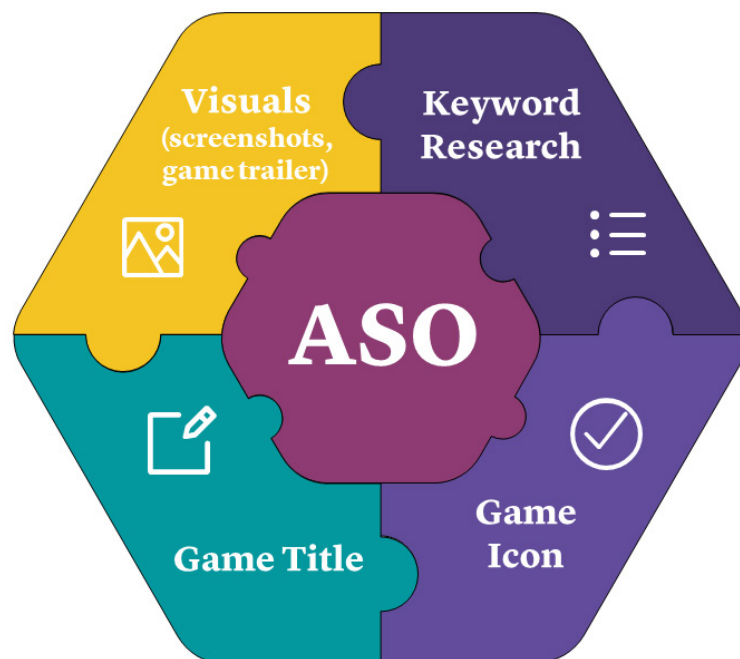 Visuals
(screenshots,
game trailer)
Keyword
Research
ASO
Game Title
Game
Icon